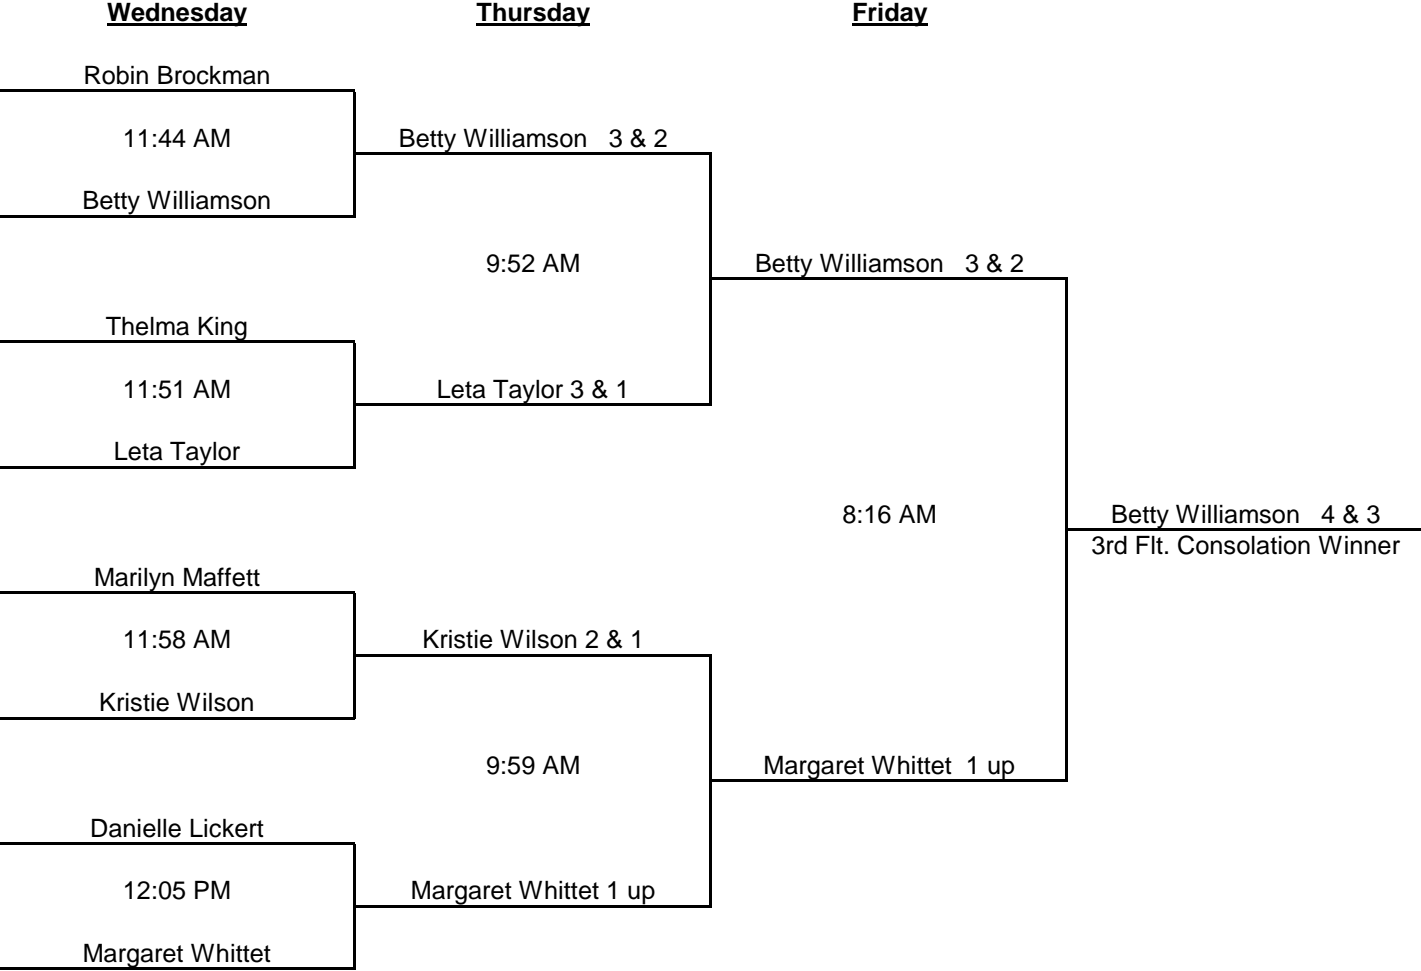 Wednesday Thursday Friday
Robin Brockman
11:44 AM Betty Williamson 3 & 2
Betty Williamson
9:52 AM Betty Williamson 3 & 2
Thelma King
11:51 AM Leta Taylor 3 & 1
Leta Taylor
8:16 AM Betty Williamson 4 & 3
3rd Flt. Consolation Winner
Marilyn Maffett
11:58 AM Kristie Wilson 2 & 1
Kristie Wilson
9:59 AM Margaret Whittet 1 up
Danielle Lickert
12:05 PM Margaret Whittet 1 up
Margaret Whittet